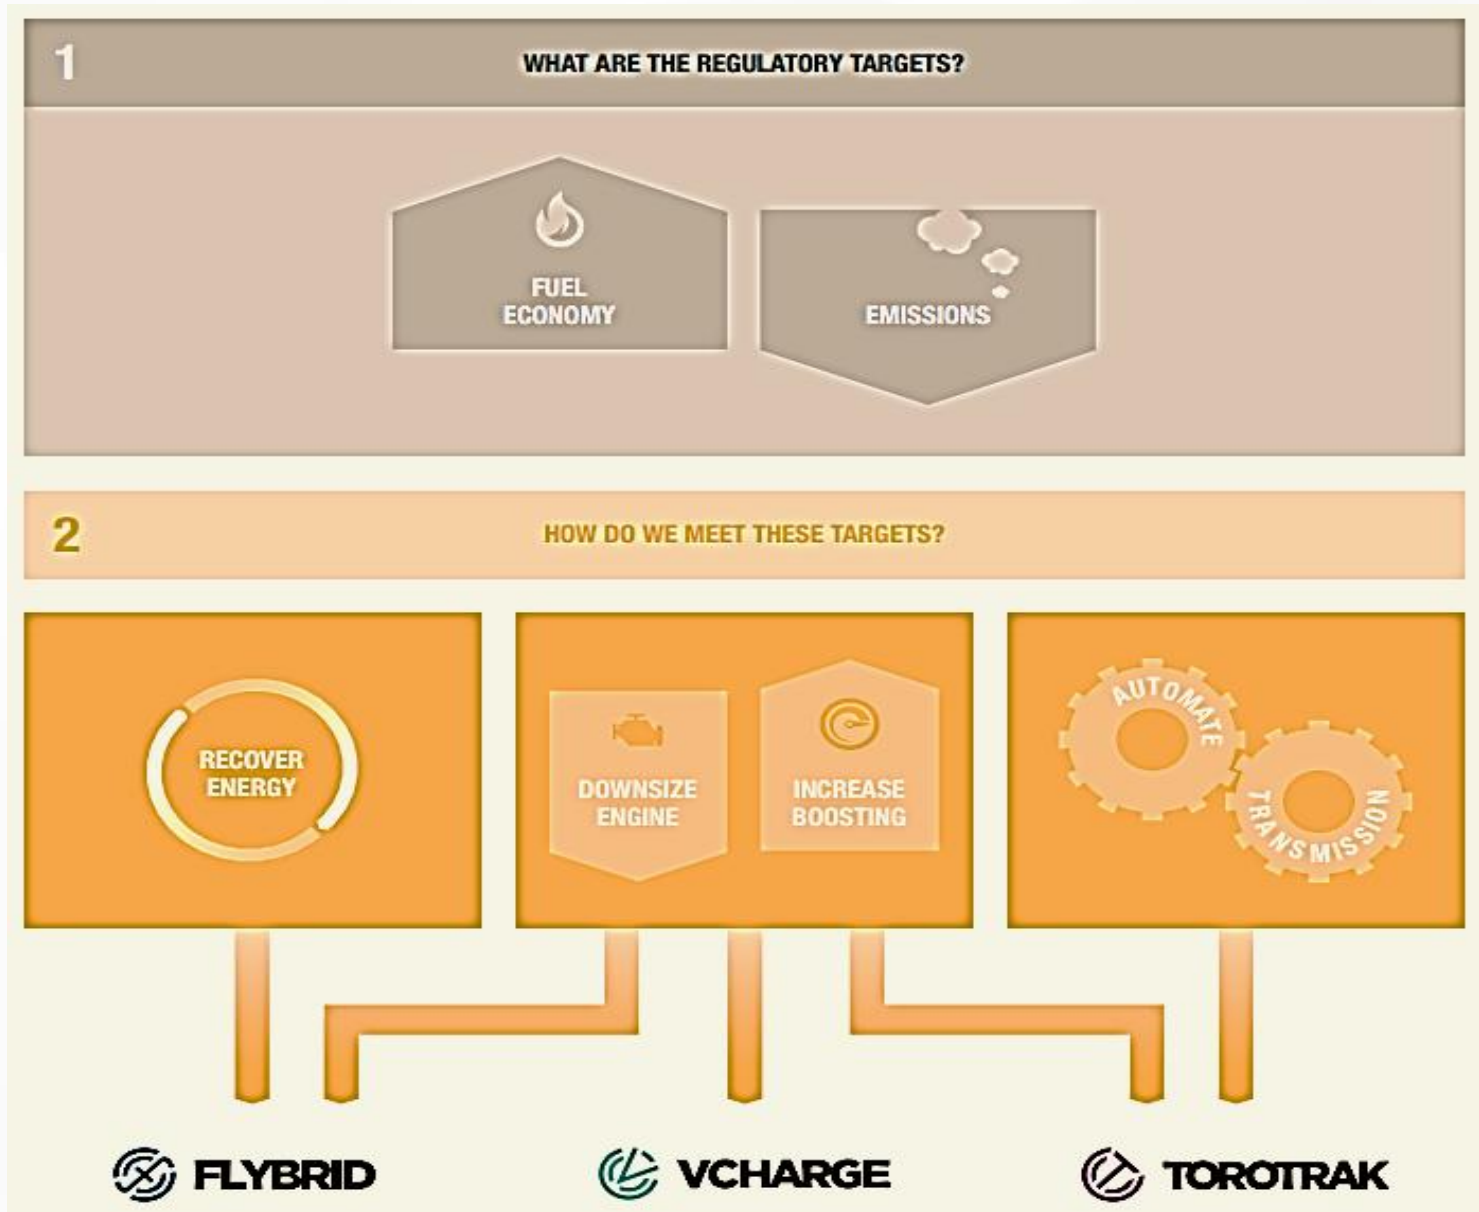 1
WHAT ARE THE REGULATORY TARGETS?
FUEL
ECONOMY
EMISSIONS
2
HOW DO WE MEET THESE TARGETS?
RECOVER
ENERGY
DOWNSIZE
ENGINE
INCREASE
BOOSTING
AUTOMATE
TRANSMISSION
FLYBRID
VCHARGE
TOROTRAK